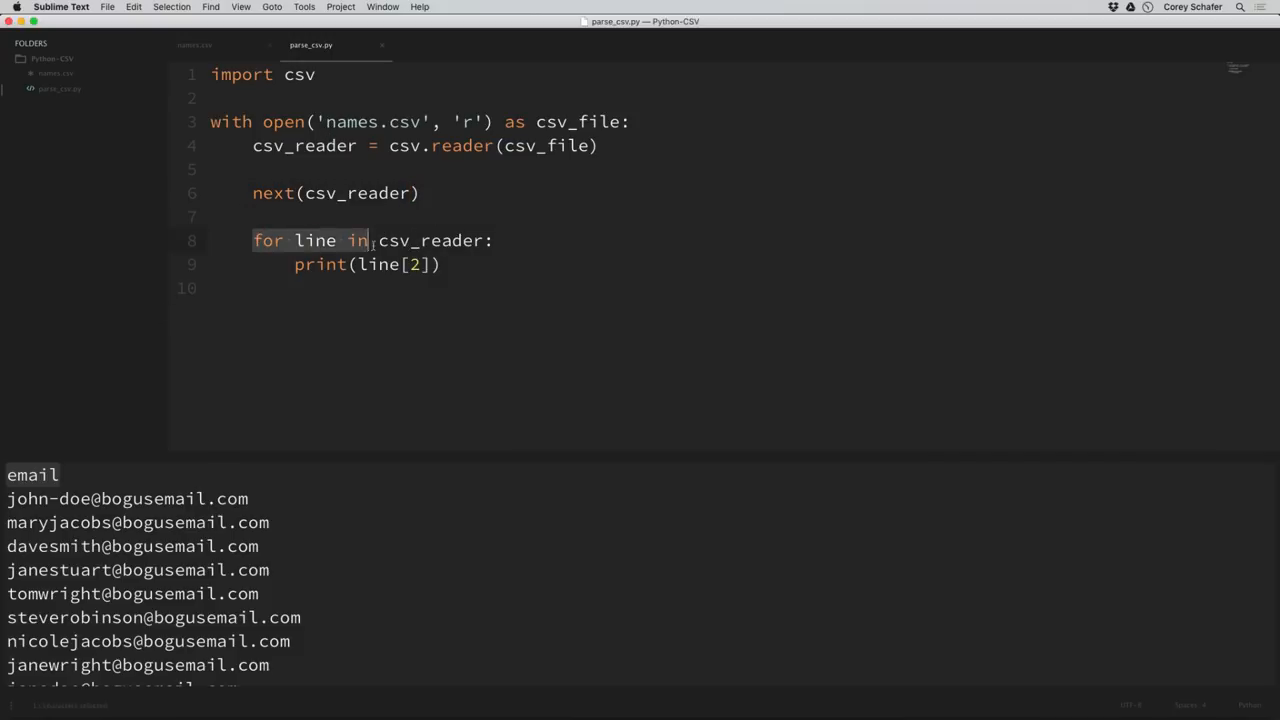 Sublime Text File Edit Selection Find View Goto Tools Project Window Help Corey Schafer
parse_csv.py — Python-CSV
FOLDERS
Python-CSV
names.csv
parse_csv.py
names.csv parse_csv.py
1 import csv
2
3 with open('names.csv', 'r') as csv_file:
4 csv_reader = csv.reader(csv_file)
5
6 next(csv_reader)
7
8 for line in csv_reader:
9 print(line[2])
10
email
john-doe@bogusemail.com
maryjacobs@bogusemail.com
davesmith@bogusemail.com
janestuart@bogusemail.com
tomwright@bogusemail.com
steverobinson@bogusemail.com
nicolejacobs@bogusemail.com
janewright@bogusemail.com
UTF-8 Spaces: 4 Python